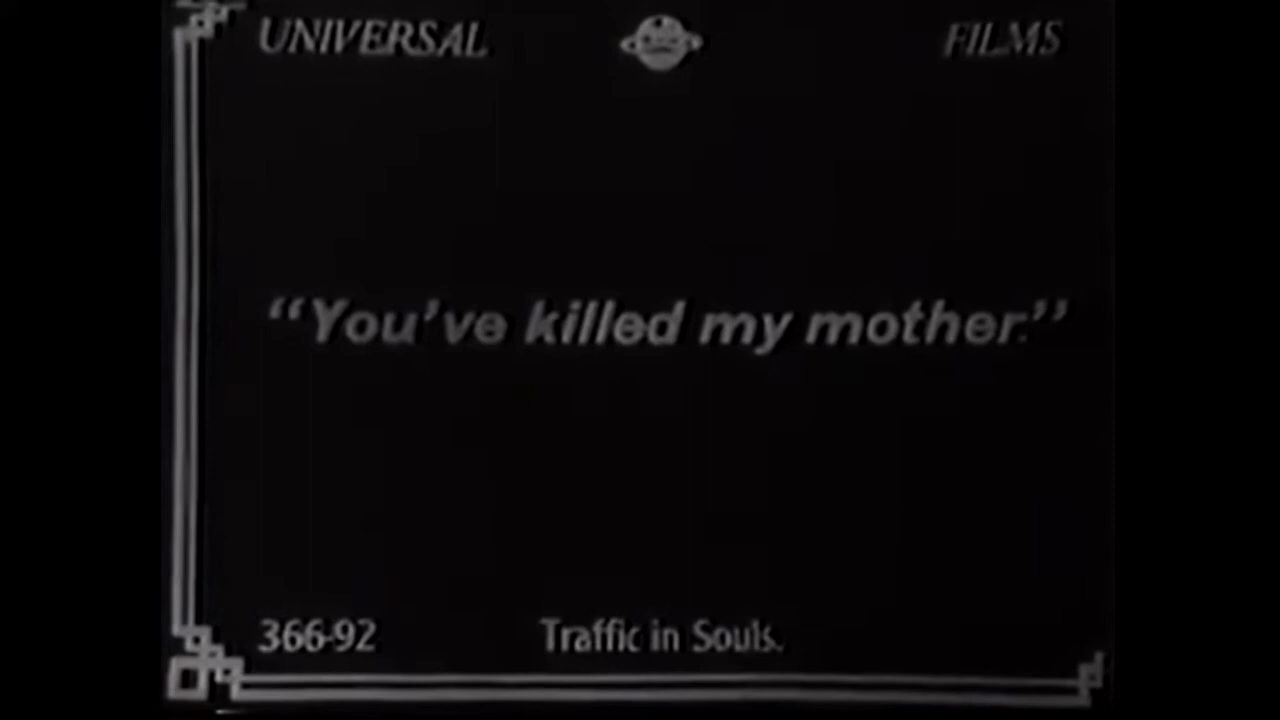 UNIVERSAL FILMS
“You’ve killed my mother.”
366-92 Traffic in Souls.